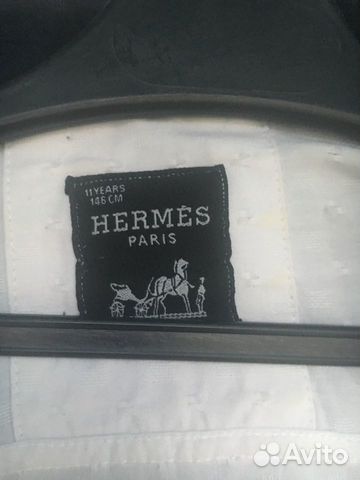 11 YEARS
146 CM
HERMÈS
PARIS
Avito